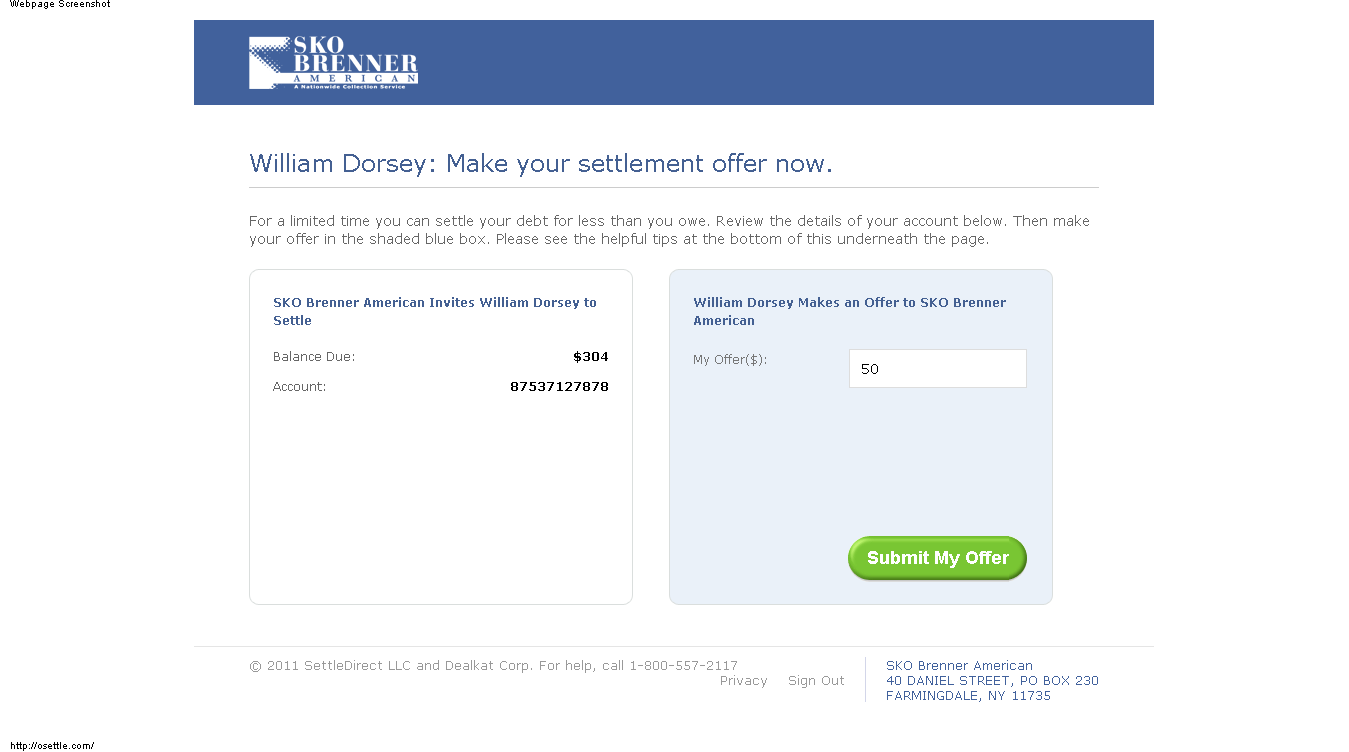 Webpage Screenshot
SKO
BRENNER
AMERICAN
A Nationwide Collection Service
William Dorsey: Make your settlement offer now.
For a limited time you can settle your debt for less than you owe. Review the details of your account below. Then make
your offer in the shaded blue box. Please see the helpful tips at the bottom of this underneath the page.
SKO Brenner American Invites William Dorsey to
Settle
Balance Due: $304
Account: 87537127878
William Dorsey Makes an Offer to SKO Brenner
American
My Offer($): 50
Submit My Offer
© 2011 SettleDirect LLC and Dealkat Corp. For help, call 1-800-557-2117
Privacy Sign Out
SKO Brenner American
40 DANIEL STREET, PO BOX 230
FARMINGDALE, NY 11735
http://osettle.com/